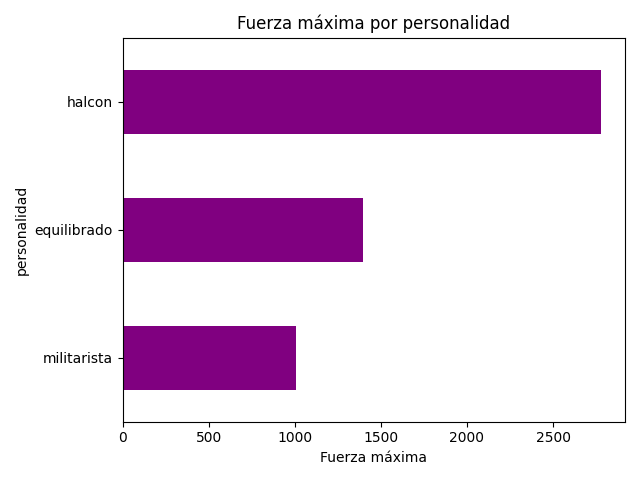 Fuerza máxima por personalidad
halcon
equilibrado
militarista
personalidad
0 500 1000 1500 2000 2500
Fuerza máxima